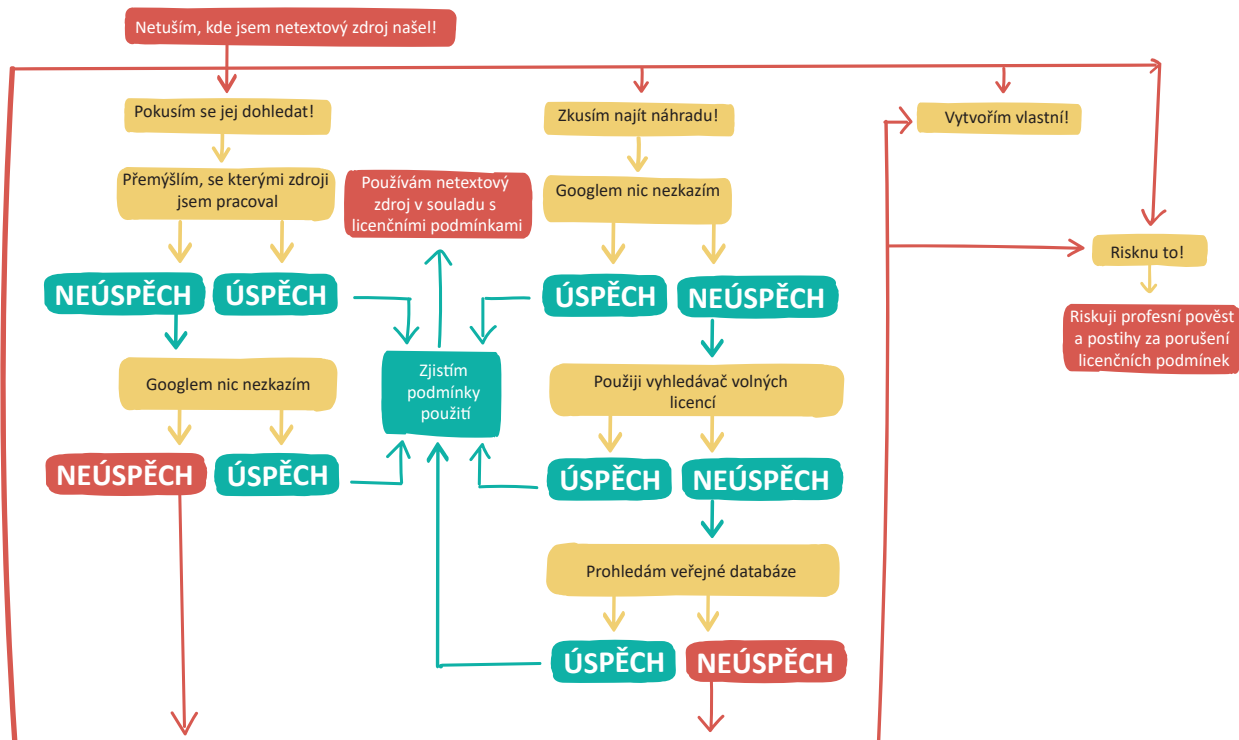 Netuším, kde jsem netextový zdroj našel!
Pokusím se jej dohledat!
Zkusím najít náhradu!
Vytvořím vlastní!
Přemýšlím, se kterými zdroji
jsem pracoval
Používám netextový
zdroj v souladu s
licenčními podmínkami
Googlem nic nezkazím
Risknu to!
NEÚSPĚCH
ÚSPĚCH
ÚSPĚCH
NEÚSPĚCH
Riskuji profesní pověst
a postihy za porušení
licenčních podmínek
Googlem nic nezkazím
Zjistím
podmínky
použití
Použiji vyhledávač volných
licencí
NEÚSPĚCH
ÚSPĚCH
ÚSPĚCH
NEÚSPĚCH
Prohledám veřejné databáze
ÚSPĚCH
NEÚSPĚCH